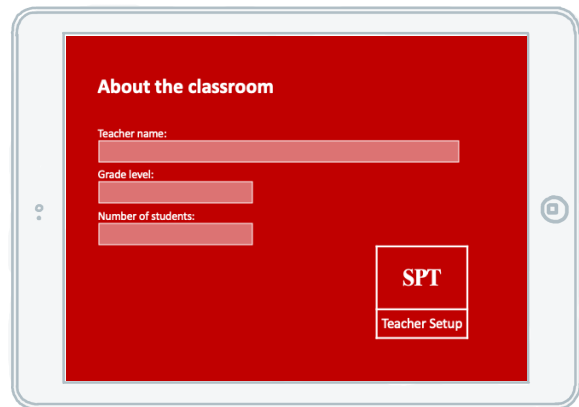 About the classroom
Teacher name:
Grade level:
Number of students:
SPT
Teacher Setup